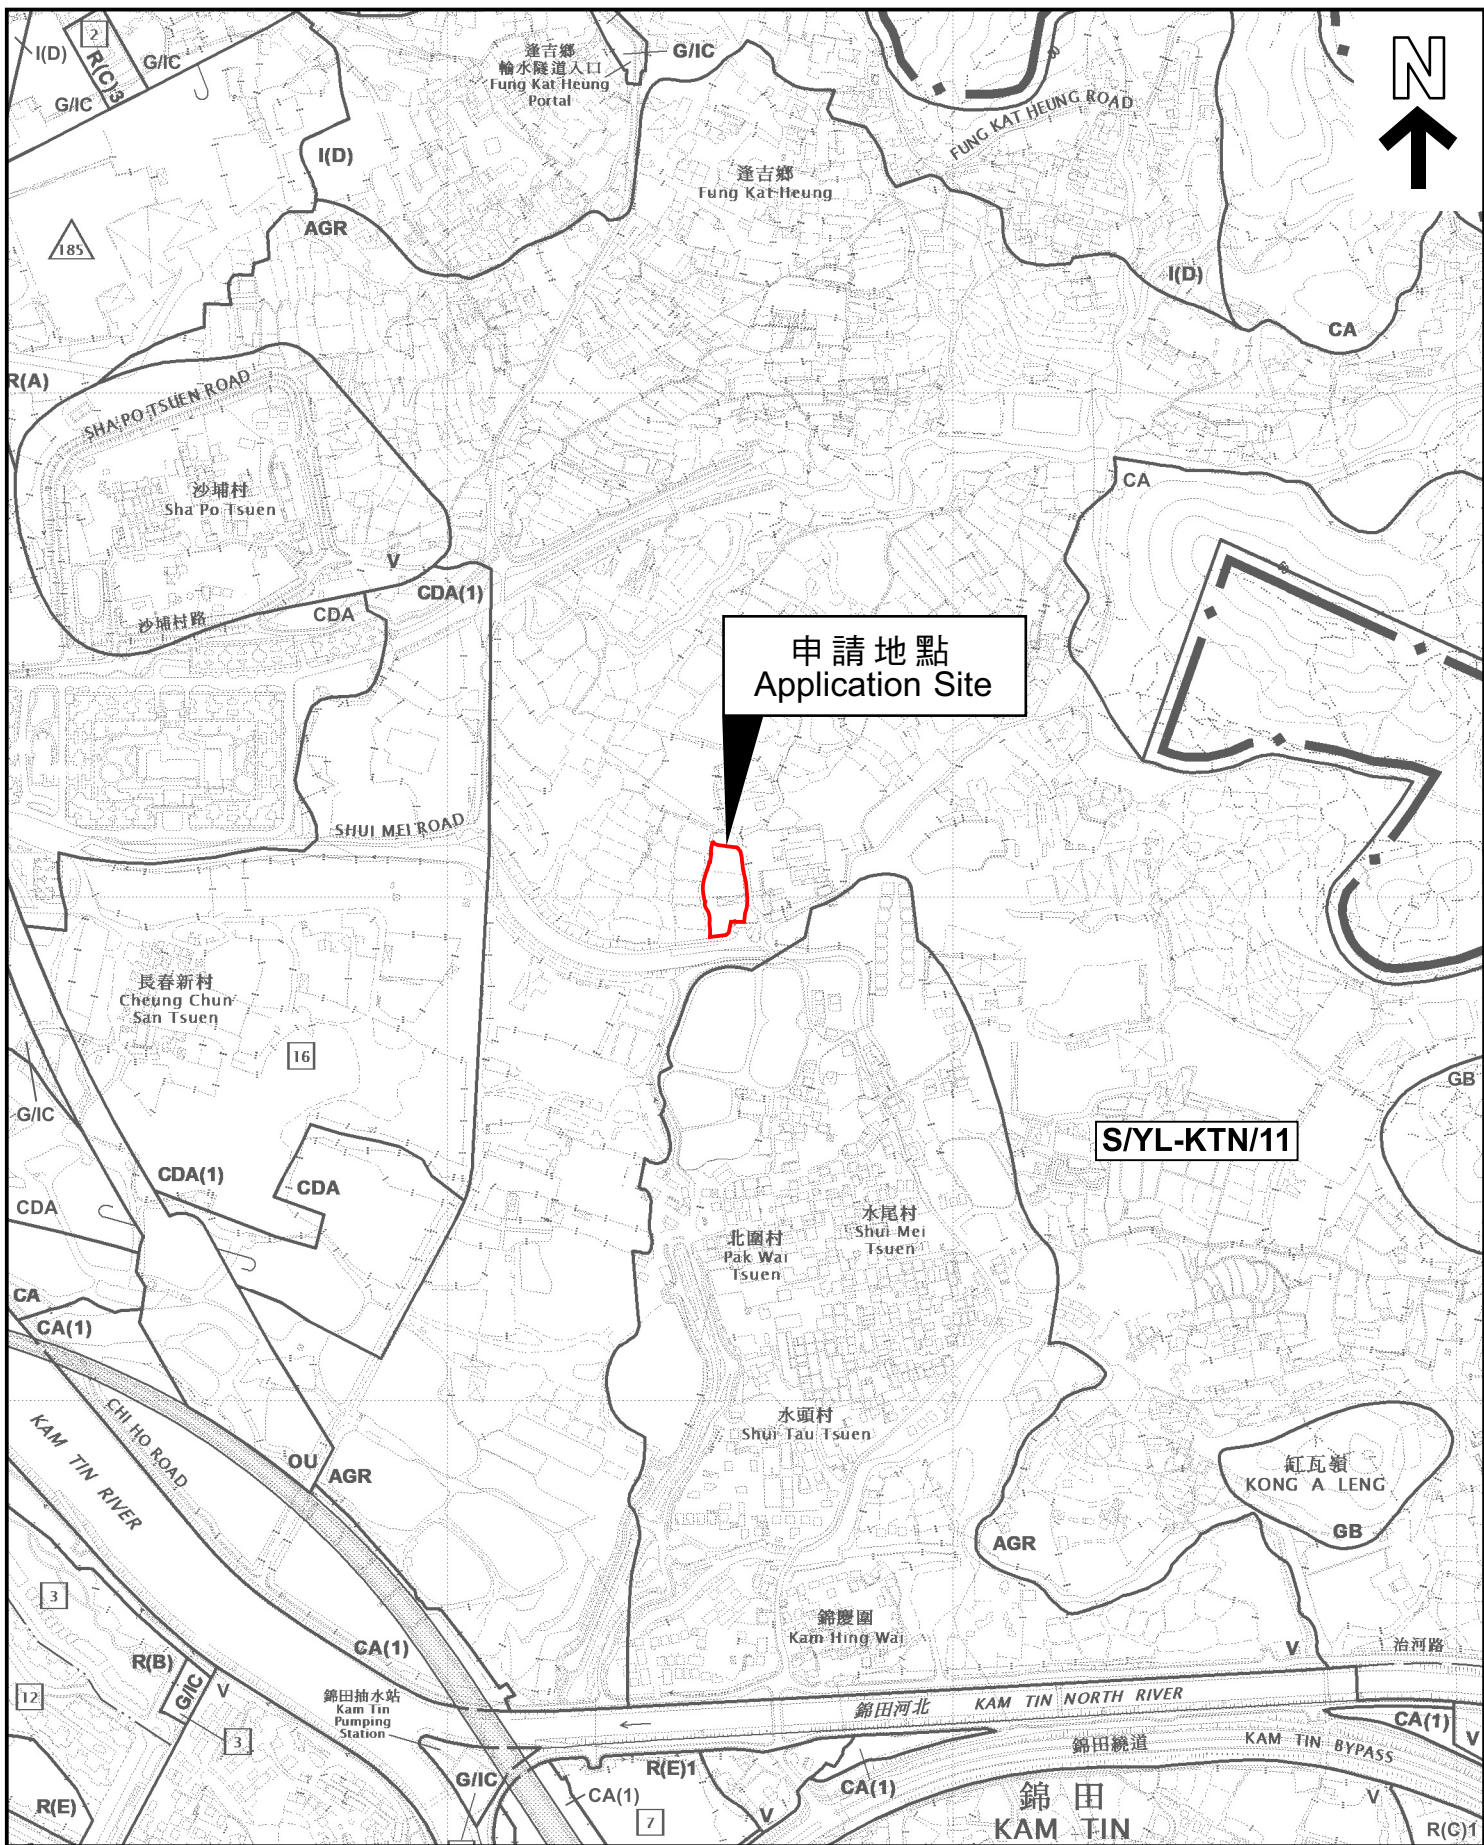 I(D)
2
R(C)3
G/IC
G/IC
逢吉鄉
輸水隧道入口
Fung Kat Heung
Portal
G/IC
50
FUNG KAT HEUNG ROAD
N
I(D)
逢吉鄉
Fung Kat Heung
185
AGR
I(D)
CA
R(A)
SHA PO TSUEN ROAD
沙埔村
Sha Po Tsuen
CA
V
CDA(1)
CDA
沙埔村路
50
申請地點
Application Site
SHUI MEI ROAD
長春新村
Cheung Chun
San Tsuen
16
G/IC
GB
S/YL-KTN/11
CDA(1)
CDA
CDA
北圍村
Pak Wai
Tsuen
水尾村
Shui Mei
Tsuen
CA
CA(1)
KAM TIN RIVER
CHI HO ROAD
水頭村
Shui Tau Tsuen
OU
AGR
缸瓦嶺
KONG A LENG
GB
AGR
3
錦慶圍
Kam Hing Wai
CA(1)
V
治河路
R(B)
G/IC
V
12
3
錦田抽水站
Kam Tin
Pumping
Station
錦田河北
KAM TIN NORTH RIVER
CA(1)
V
錦田繞道
KAM TIN BYPASS
R(E)1
G/IC
CA(1)
CA(1)
R(E)
7
V
錦田
KAM TIN
V
R(C)1